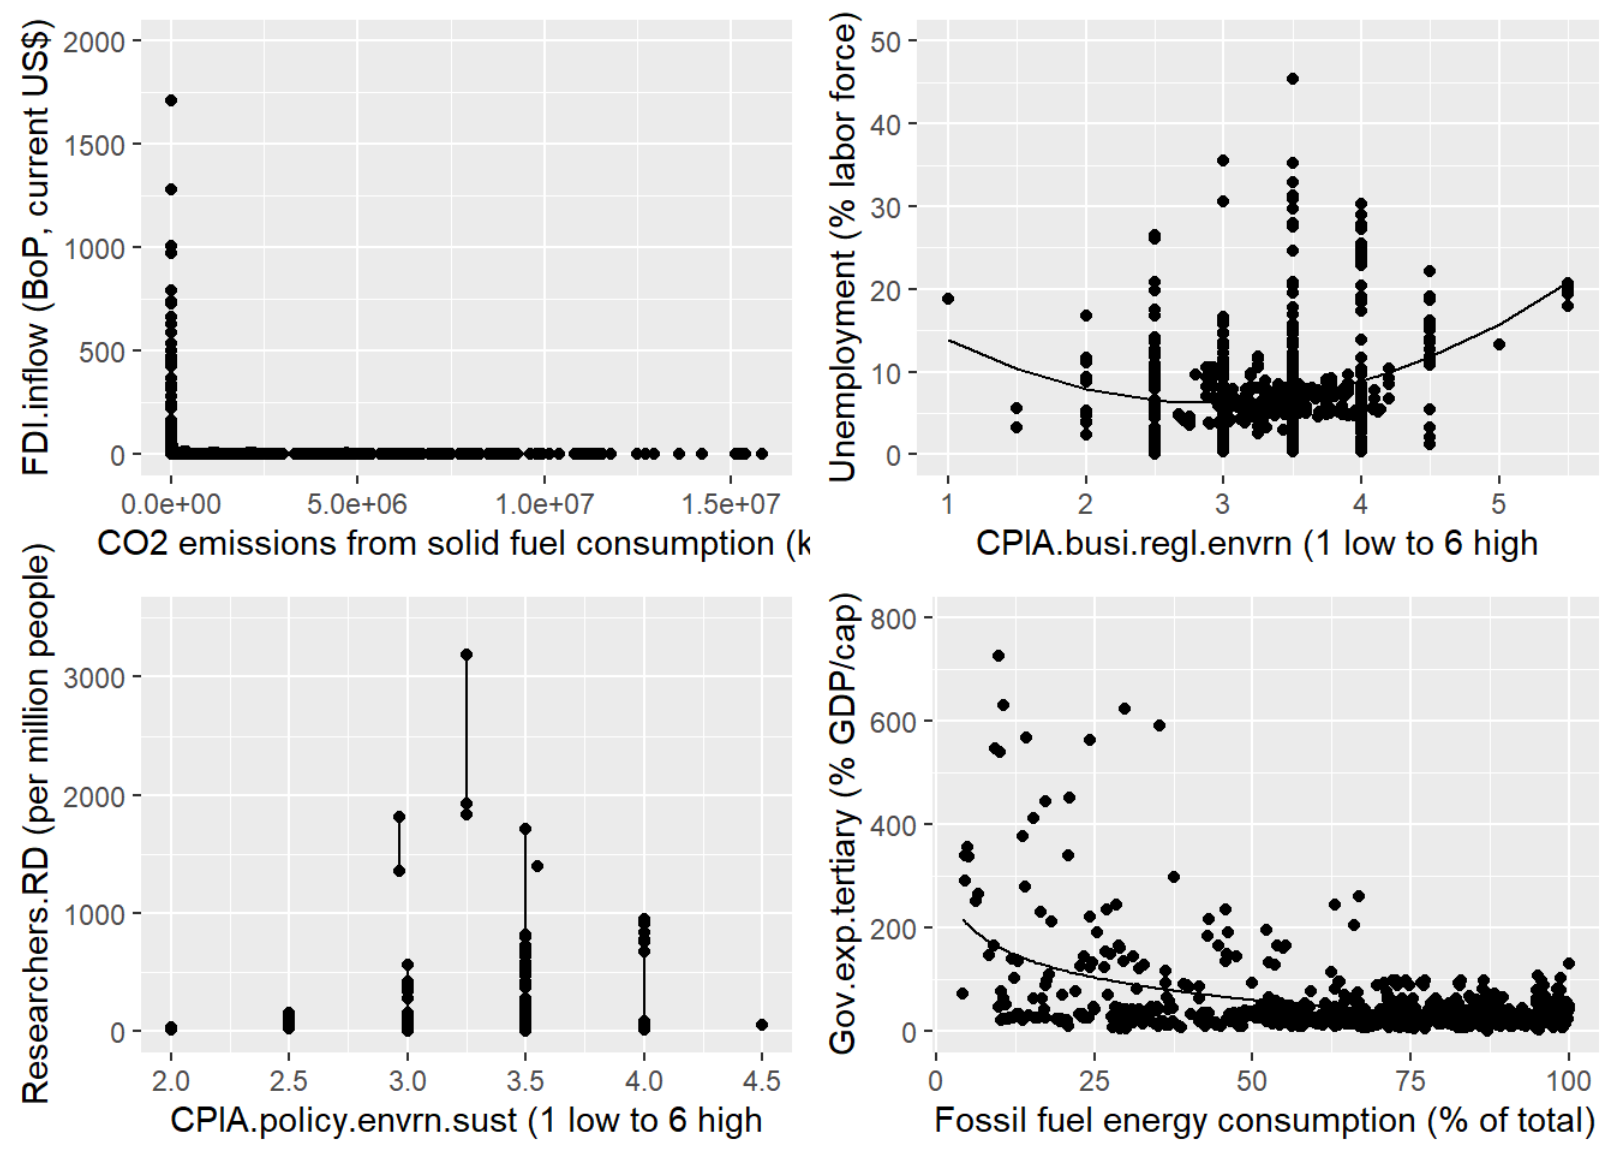 FDI.inflow (BoP, current US$)
2000
1500
1000
500
0
0.0e+00 5.0e+06 1.0e+07 1.5e+07
CO2 emissions from solid fuel consumption (k
Unemployment (% labor force)
50
40
30
20
10
0
1 2 3 4 5
CPIA.busi.regl.envrn (1 low to 6 high
Researchers.RD (per million people)
3000
2000
1000
0
2.0 2.5 3.0 3.5 4.0 4.5
CPIA.policy.envrn.sust (1 low to 6 high
Gov.exp.tertiary (% GDP/cap)
800
600
400
200
0
0 25 50 75 100
Fossil fuel energy consumption (% of total)